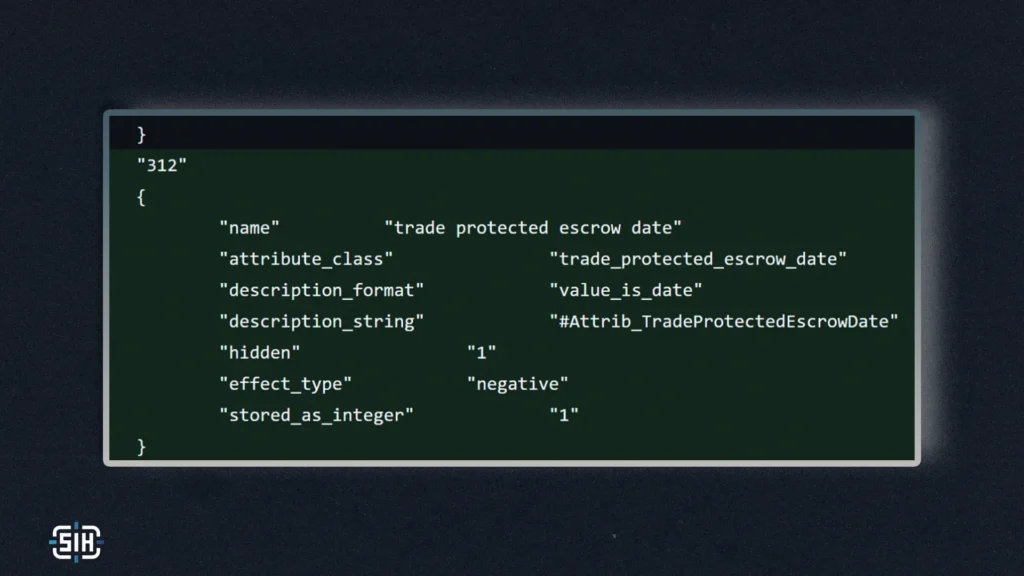 }
"312"
{
"name" "trade protected escrow date"
"attribute_class" "trade_protected_escrow_date"
"description_format" "value_is_date"
"description_string" "#Attrib_TradeProtectedEscrowDate"
"hidden" "1"
"effect_type" "negative"
"stored_as_integer" "1"
}
SIH